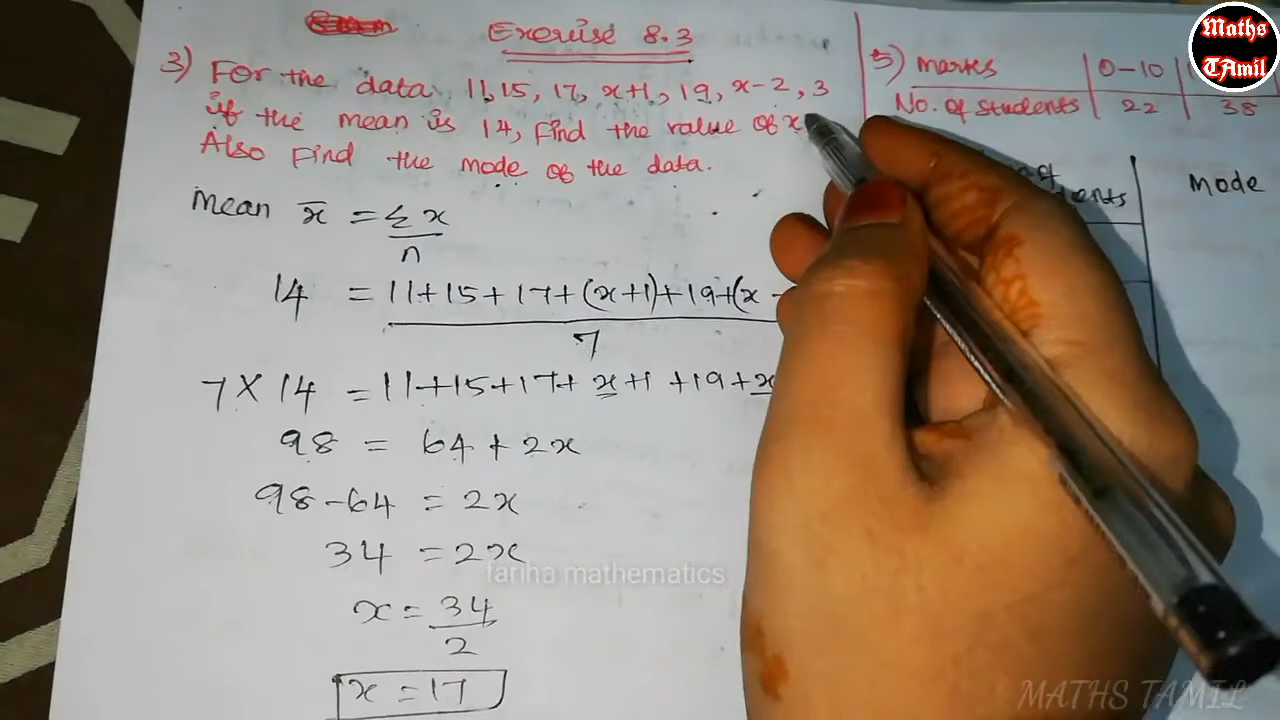 Exercise 8.3
3) For the data 11, 15, 17, x+1, 19, x-2, 3
if the mean is 14, Find the value of x
Also Find the mode of the data.
Mean x̄ = Σx/n
14 = 11+15+17+(x+1)+19+(x-
7
7 X 14 = 11+15+17+x+1+19+x
98 = 64+2x
98-64 = 2x
34 = 2x
x = 34/2
x = 17
5) Marks 0-10
No. of students 22 38
Mode
Maths
TAmil
fariha mathematics
MATHS TAMIL